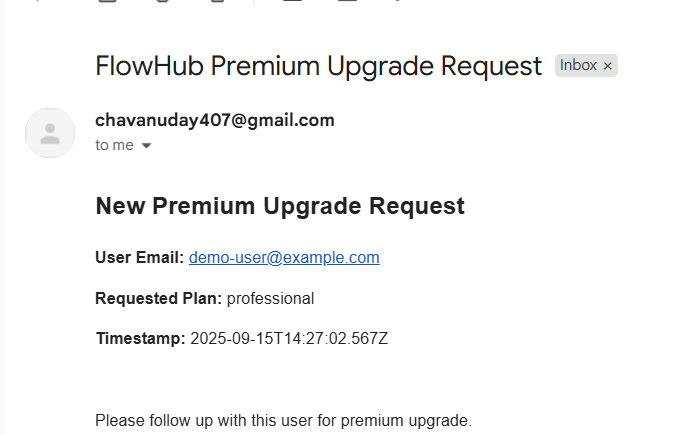 FlowHub Premium Upgrade Request Inbox ×
chavanuday407@gmail.com
to me
New Premium Upgrade Request
User Email: demo-user@example.com
Requested Plan: professional
Timestamp: 2025-09-15T14:27:02.567Z
Please follow up with this user for premium upgrade.